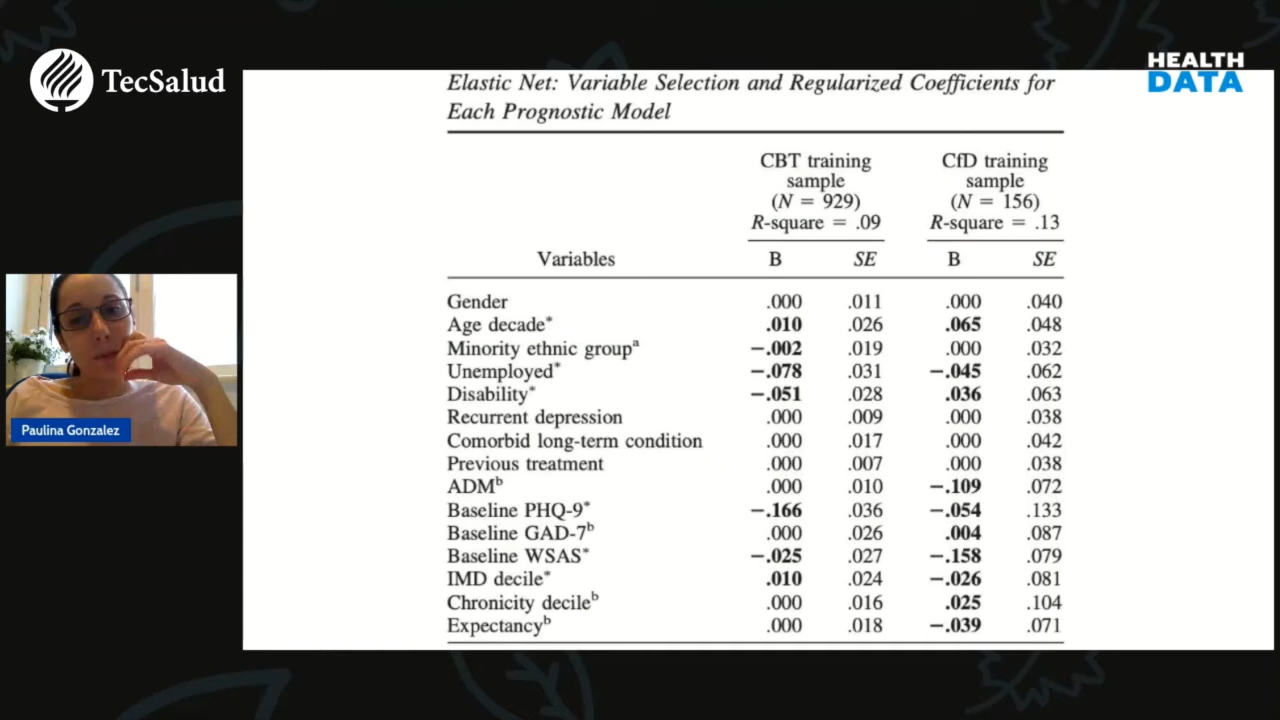 TecSalud
HEALTH
DATA
Elastic Net: Variable Selection and Regularized Coefficients for
Each Prognostic Model
CBT training CfD training
sample sample
(N = 929) (N = 156)
R-square = .09 R-square = .13
Variables B SE B SE
Gender .000 .011 .000 .040
Age decade* .010 .026 .065 .048
Minority ethnic groupᵃ −.002 .019 .000 .032
Unemployed* −.078 .031 −.045 .062
Disability* −.051 .028 .036 .063
Recurrent depression .000 .009 .000 .038
Comorbid long-term condition .000 .017 .000 .042
Previous treatment .000 .007 .000 .038
ADMᵇ .000 .010 −.109 .072
Baseline PHQ-9* −.166 .036 −.054 .133
Baseline GAD-7ᵇ .000 .026 .004 .087
Baseline WSAS* −.025 .027 −.158 .079
IMD decile* .010 .024 −.026 .081
Chronicity decileᵇ .000 .016 .025 .104
Expectancyᵇ .000 .018 −.039 .071
Paulina Gonzalez